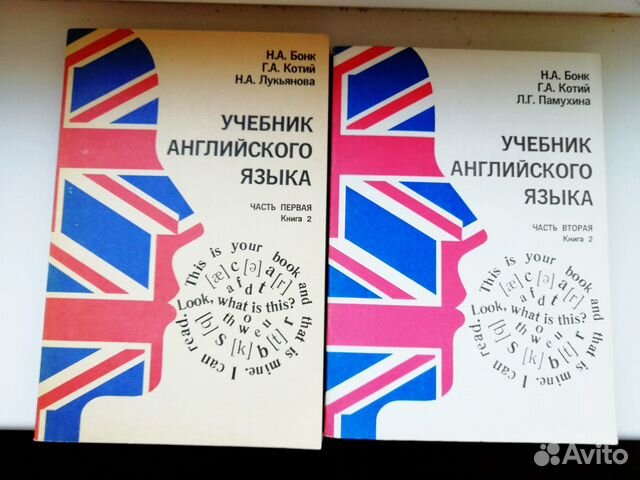 Н.А. Бонк
Г.А. Котий
Н.А. Лукьянова
УЧЕБНИК
АНГЛИЙСКОГО
ЯЗЫКА
ЧАСТЬ ПЕРВАЯ
Книга 2
This is your book and that is mine. I can read.
[æ] c [ə] a [r]
a f d t
Look, what is this?
o
th w e u
[b] s [k] b [t] r
Н.А. Бонк
Г.А. Котий
Л.Г. Памухина
УЧЕБНИК
АНГЛИЙСКОГО
ЯЗЫКА
ЧАСТЬ ВТОРАЯ
Книга 2
This is your book and that is mine. I can read.
[æ] c [ə] a [r]
a f d t
Look, what is this?
o
th w e u
[b] s [k] b [t] r
Avito